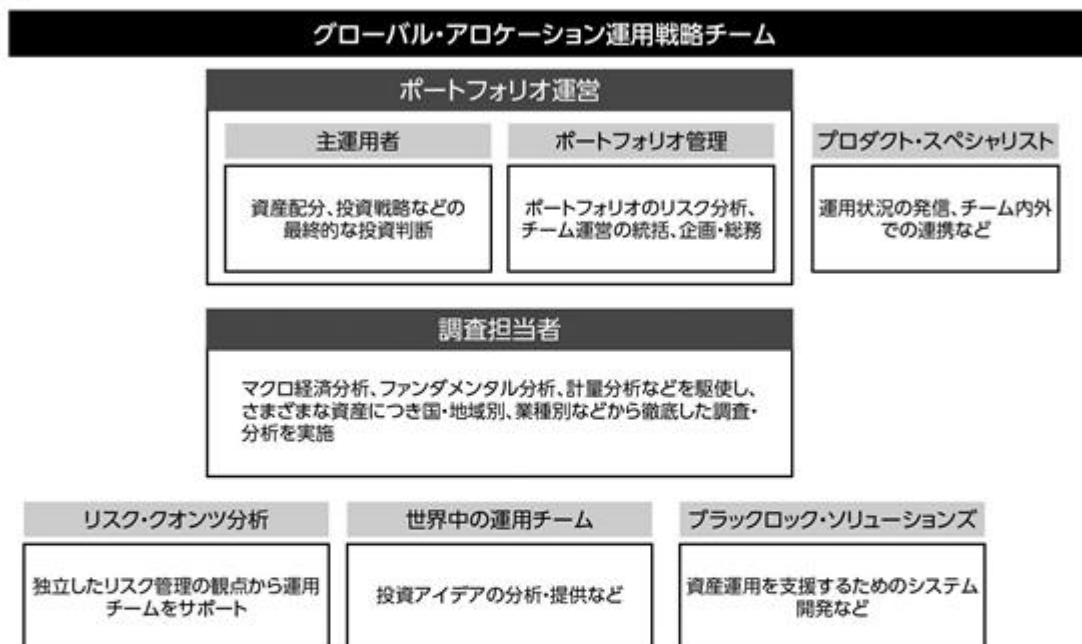 グローバル・アロケーション運用戦略チーム
ポートフォリオ運営
主運用者
資産配分、投資戦略などの
最終的な投資判断
ポートフォリオ管理
ポートフォリオのリスク分析、
チーム運営の統括、企画・総務
プロダクト・スペシャリスト
運用状況の発信、チーム内外
での連携など
調査担当者
マクロ経済分析、ファンダメンタル分析、計量分析などを駆使し、
さまざまな資産につき国・地域別、業種別などから徹底した調査・
分析を実施
リスク・クオンツ分析
独立したリスク管理の観点から運用
チームをサポート
世界中の運用チーム
投資アイデアの分析・提供など
ブラックロック・ソリューションズ
資産運用を支援するためのシステム
開発など